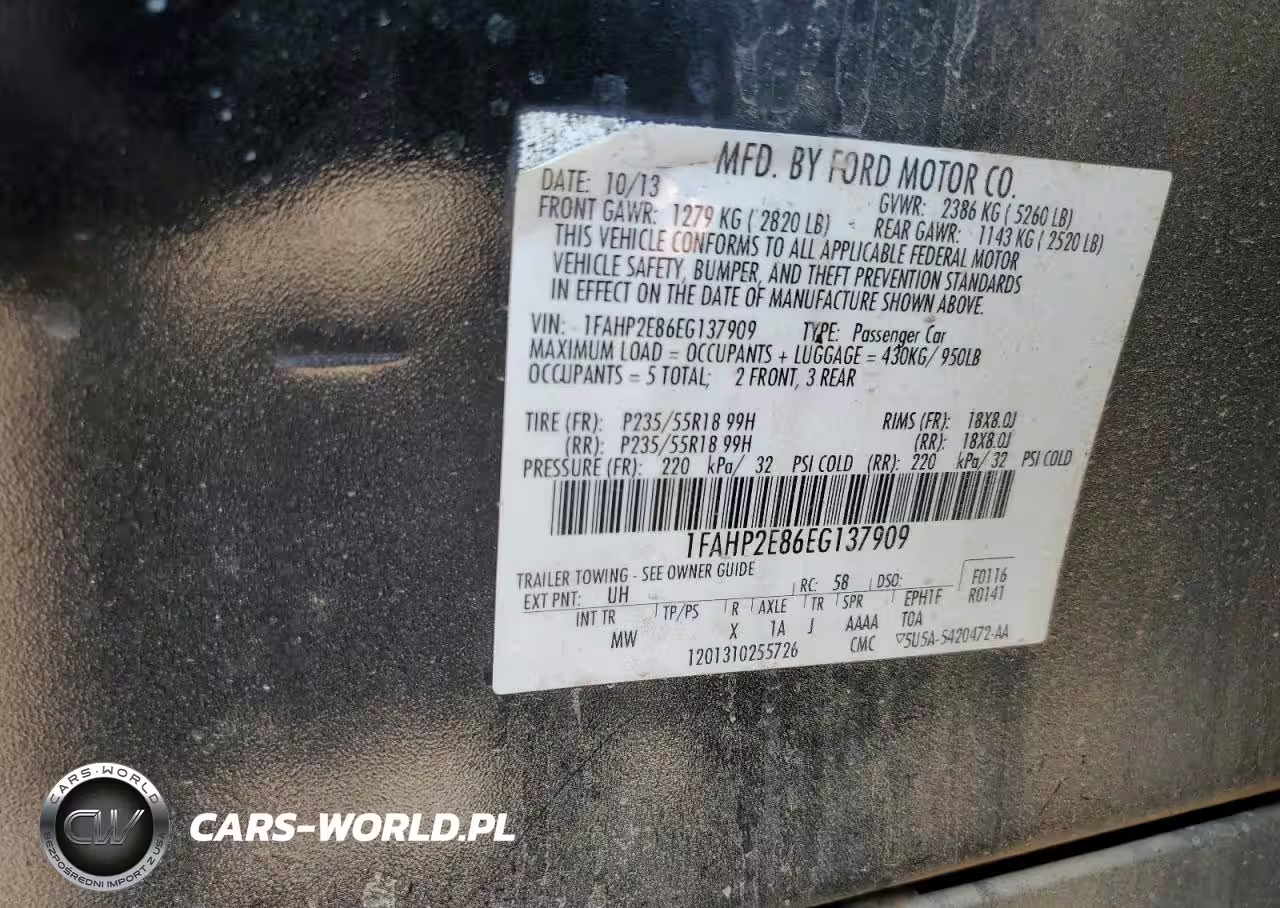 MFD. BY FORD MOTOR CO.
DATE: 10/13 GVWR: 2386 KG ( 5260 LB)
FRONT GAWR: 1279 KG ( 2820 LB) REAR GAWR: 1143 KG ( 2520 LB)
THIS VEHICLE CONFORMS TO ALL APPLICABLE FEDERAL MOTOR
VEHICLE SAFETY, BUMPER, AND THEFT PREVENTION STANDARDS
IN EFFECT ON THE DATE OF MANUFACTURE SHOWN ABOVE.
VIN: 1FAHP2E86EG137909 TYPE: Passenger Car
MAXIMUM LOAD = OCCUPANTS + LUGGAGE = 430KG/ 950LB
OCCUPANTS = 5 TOTAL; 2 FRONT, 3 REAR
TIRE (FR): P235/55R18 99H RIMS (FR): 18X8.0J
(RR): P235/55R18 99H (RR): 18X8.0J
PRESSURE (FR): 220 kPa/ 32 PSI COLD (RR): 220 kPa/ 32 PSI COLD
1FAHP2E86EG137909
TRAILER TOWING - SEE OWNER GUIDE
EXT PNT: UH RC: 58 DSO: F0116
INT TR TP/PS R AXLE TR SPR EPH1F R0141
MW X 1A J AAAA T0A
1201310255726 CMC 5U5A-5420472-AA
CARS-WORLD
CW
BEZPOŚREDNI IMPORT Z USA
CARS-WORLD.PL